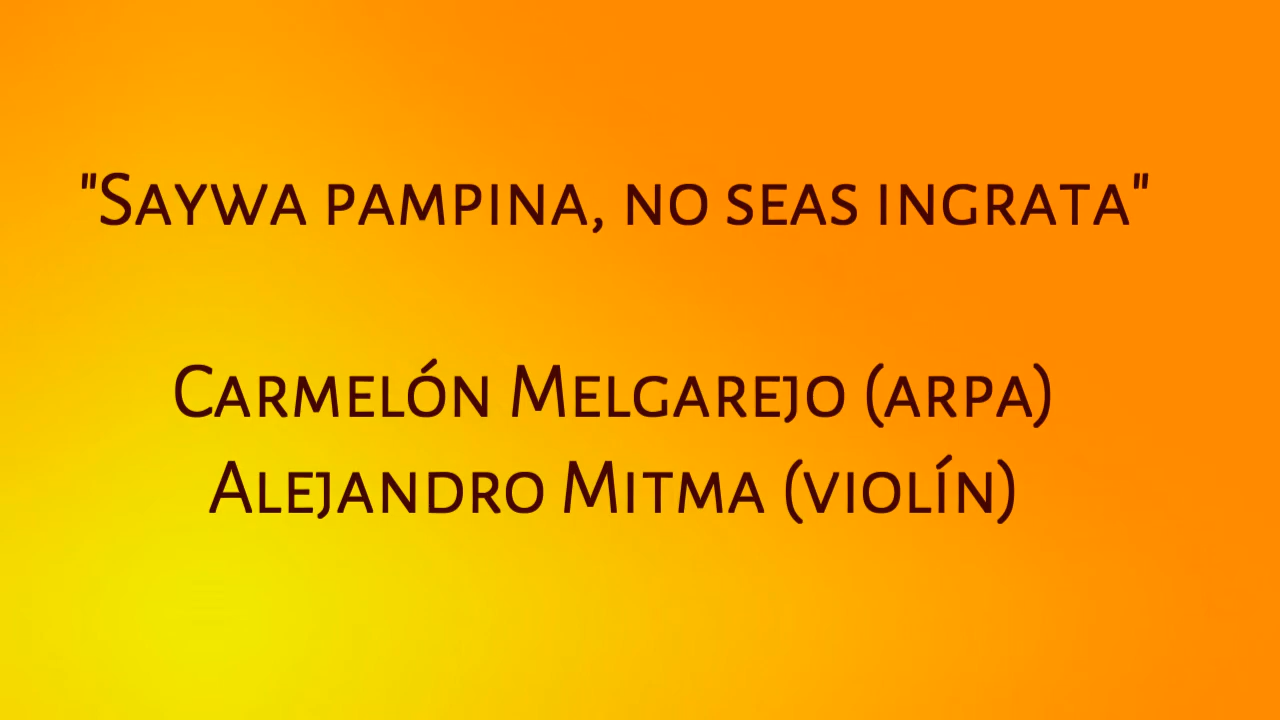 "Saywa pampina, no seas ingrata"
Carmelón Melgarejo (arpa)
Alejandro Mitma (violín)